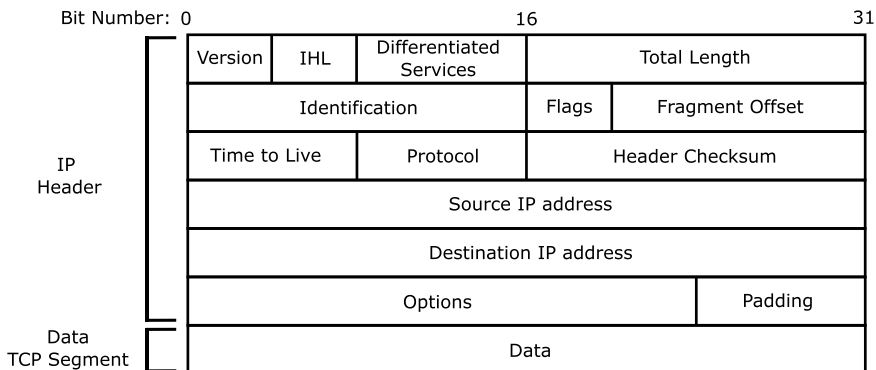 Bit Number: 0 16 31
Version IHL Differentiated Services Total Length
Identification Flags Fragment Offset
Time to Live Protocol Header Checksum
IP
Header
Source IP address
Destination IP address
Options Padding
Data
TCP Segment
Data